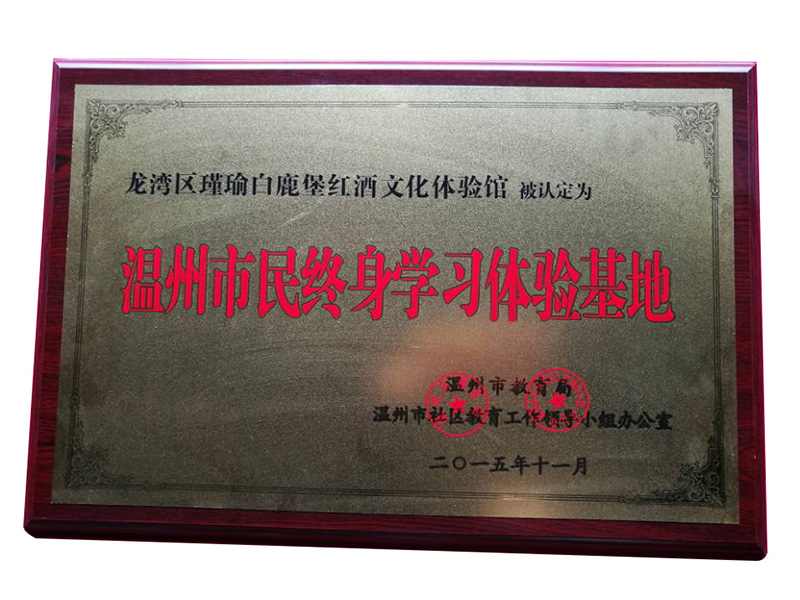 龙湾区瑾瑜白鹿堡红酒文化体验馆 被认定为
温州市民终身学习体验基地
温州市教育局
温州市社区教育工作领导小组办公室
二〇一五年十一月